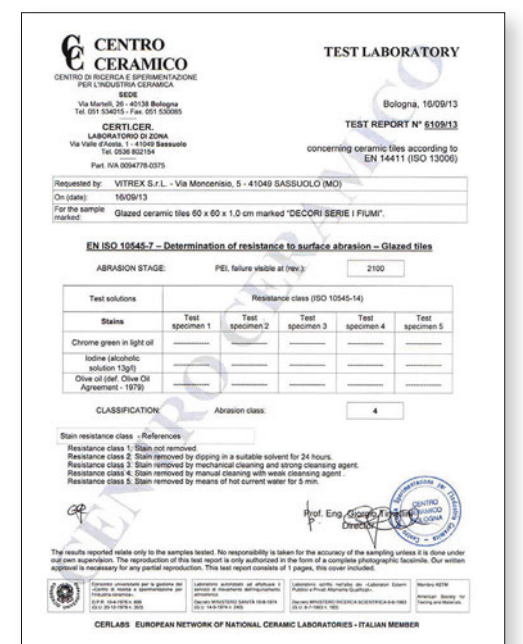 CENTRO CERAMICO
CENTRO DI RICERCA E SPERIMENTAZIONE
PER L'INDUSTRIA CERAMICA
SEDE
Via Martelli, 26 - 40138 Bologna
Tel. 051 534015 - Fax. 051 530085
CERTI.CER.
LABORATORIO DI ZONA
Via Valle d'Aosta, 1 - 41049 Sassuolo
Tel. 0536 802154
Part. IVA 0094778-0375
TEST LABORATORY
Bologna, 16/09/13
TEST REPORT N° 6109/13
concerning ceramic tiles according to
EN 14411 (ISO 13006)
Requested by: VITREX S.r.L. - Via Moncenisio, 5 - 41049 SASSUOLO (MO)
On (date): 16/09/13
For the sample marked: Glazed ceramic tiles 60 x 60 x 1,0 cm marked "DECORI SERIE I FIUMI".
EN ISO 10545-7 – Determination of resistance to surface abrasion – Glazed tiles
ABRASION STAGE: PEI, failure visible at (rev.): 2100
Test solutions Resistance class (ISO 10545-14)
Stains Test specimen 1 Test specimen 2 Test specimen 3 Test specimen 4 Test specimen 5
Chrome green in light oil ------------ ------------ ------------ ------------ ------------
Iodine (alcoholic solution 13g/l) ------------ ------------ ------------ ------------ ------------
Olive oil (def. Olive Oil Agreement - 1979) ------------ ------------ ------------ ------------ ------------
CLASSIFICATION: Abrasion class: 4
Stain resistance class - References
Resistance class 1; Stain not removed.
Resistance class 2; Stain removed by dipping in a suitable solvent for 24 hours.
Resistance class 3; Stain removed by mechanical cleaning and strong cleansing agent .
Resistance class 4; Stain removed by manual cleaning with weak cleansing agent .
Resistance class 5. Stain removed by means of hot current water for 5 min.
Prof. Eng. Giorgio
Director
CENTRO
CERAMICO
BOLOGNA
The results reported relate only to the samples tested. No responsibility is taken for the accuracy of the sampling unless it is done under
our own supervision. The reproduction of this test report is only authorized in the form of a complete photographic facsimile. Our written
approval is necessary for any partial reproduction. This test report consists of 1 pages, this cover included.
Membro ASTM
American Society for
Testing and Materials.
CERLABS EUROPEAN NETWORK OF NATIONAL CERAMIC LABORATORIES - ITALIAN MEMBER
CENTRO CERAMICO